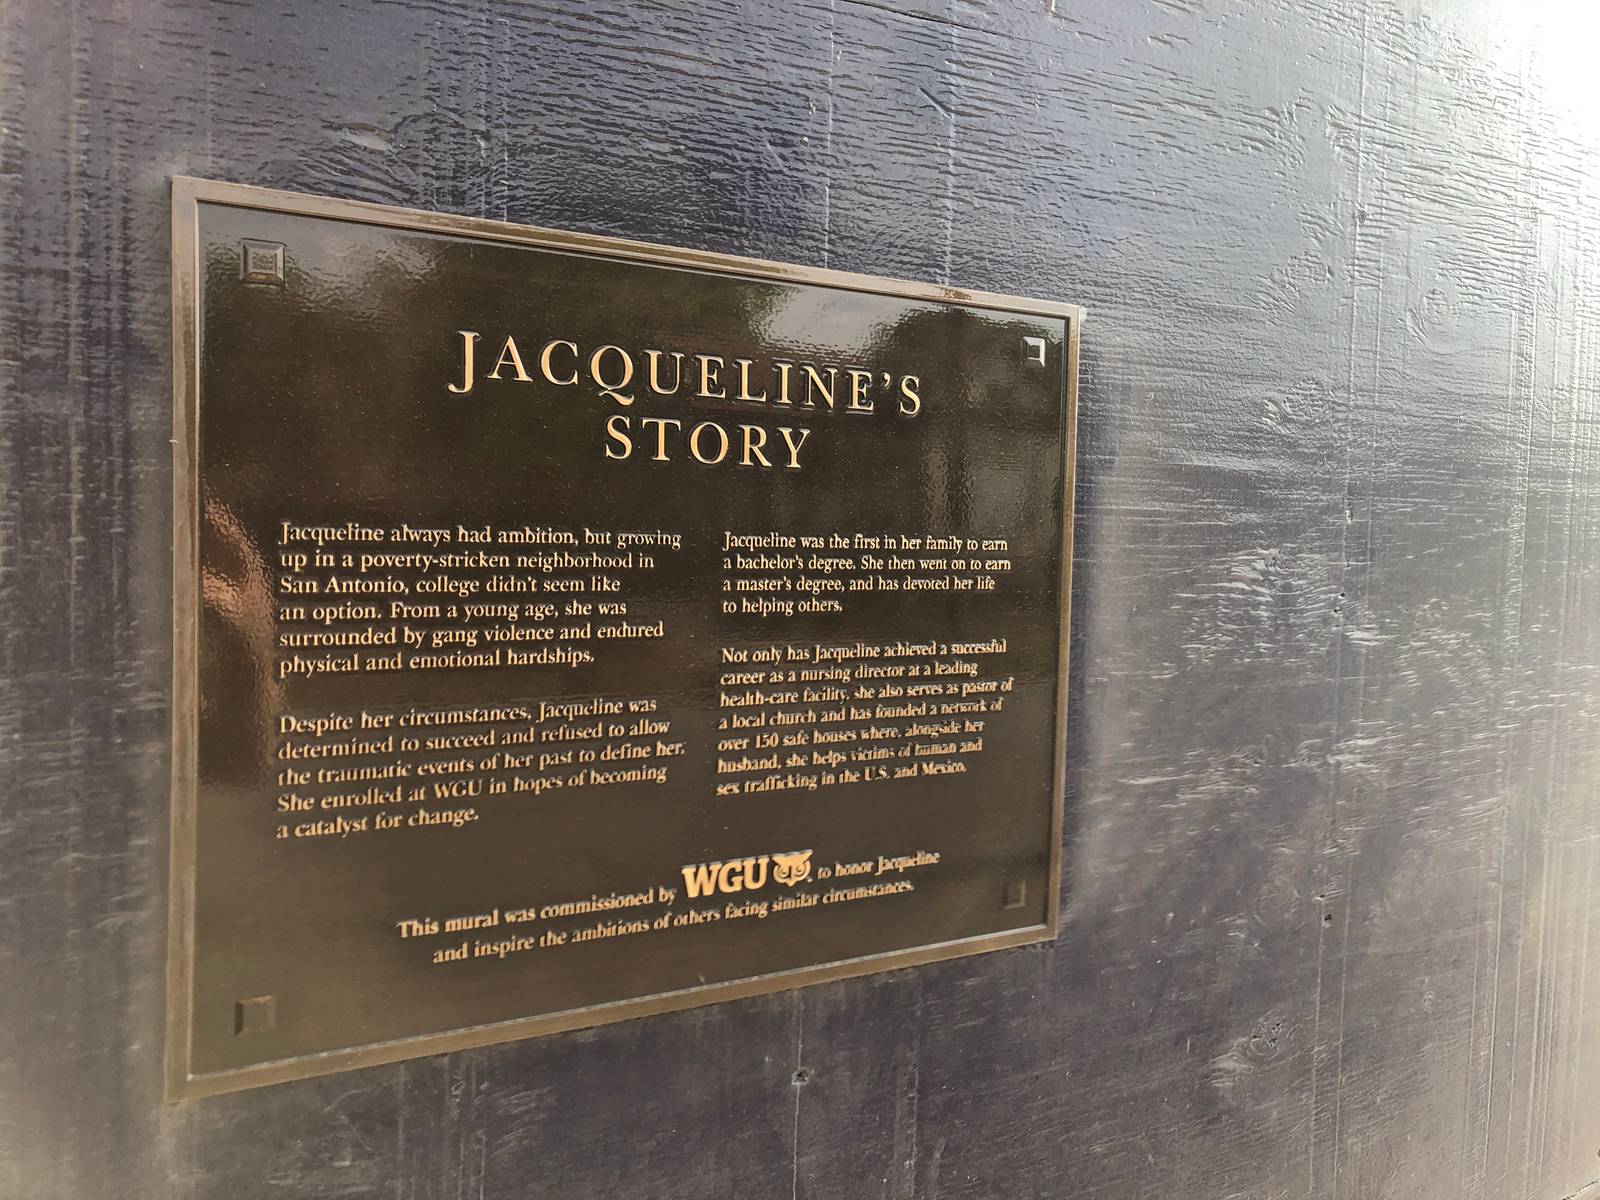 JACQUELINE'S
STORY
Jacqueline always had ambition, but growing
up in a poverty-stricken neighborhood in
San Antonio, college didn't seem like
an option. From a young age, she was
surrounded by gang violence and endured
physical and emotional hardships.
Despite her circumstances, Jacqueline was
determined to succeed and refused to allow
the traumatic events of her past to define her.
She enrolled at WGU in hopes of becoming
a catalyst for change.
Jacqueline was the first in her family to earn
a bachelor's degree. She then went on to earn
a master's degree, and has devoted her life
to helping others.
Not only has Jacqueline achieved a successful
career as a nursing director at a leading
health-care facility, she also serves as pastor of
a local church and has founded a network of
over 150 safe houses where, alongside her
husband, she helps victims of human and
sex trafficking in the U.S. and Mexico.
This mural was commissioned by WGU to honor Jacqueline
and inspire the ambitions of others facing similar circumstances.